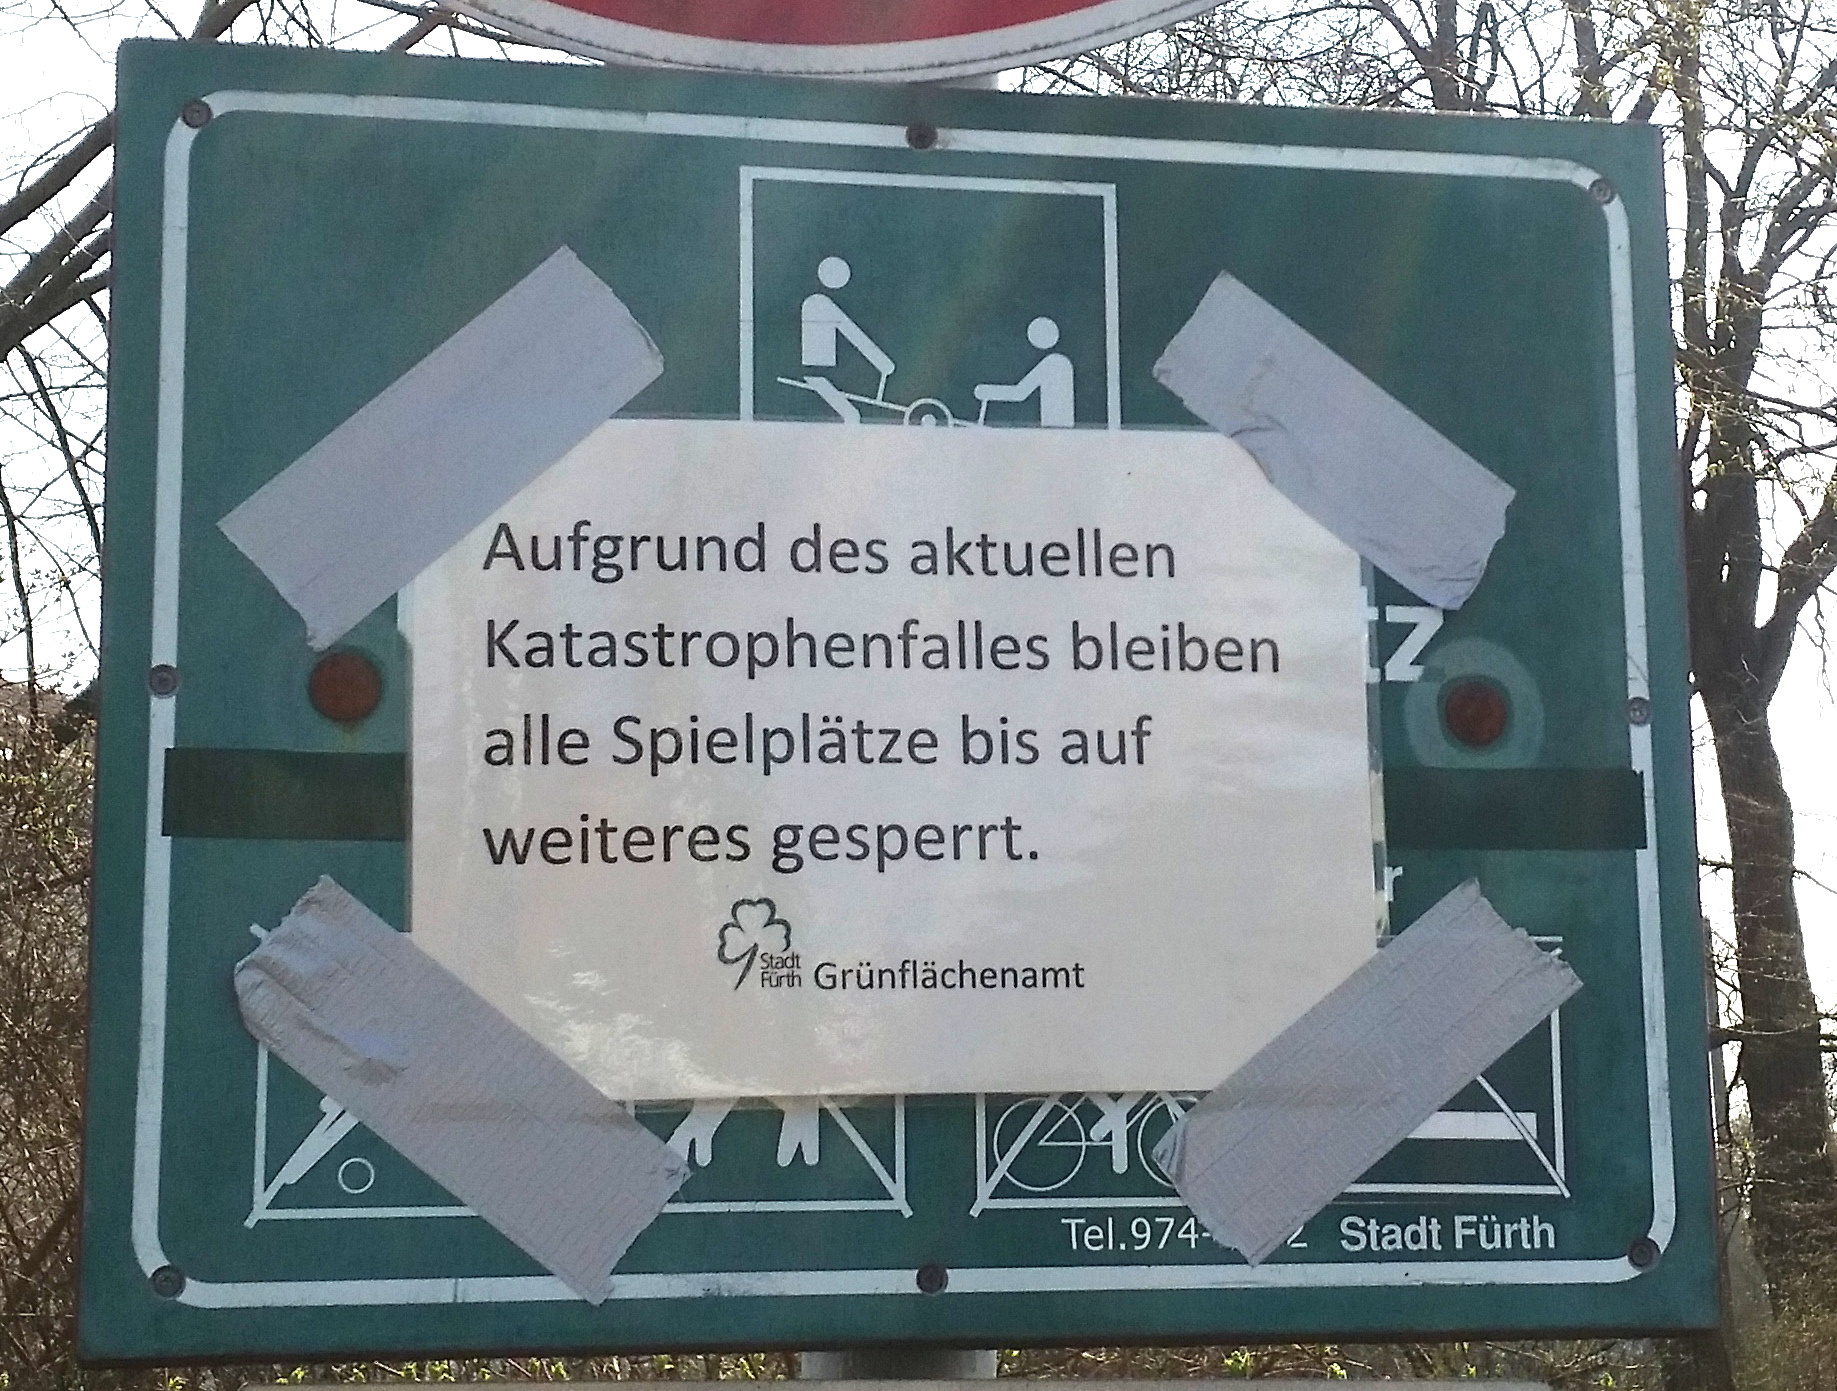 Aufgrund des aktuellen
Katastrophenfalles bleiben
alle Spielplätze bis auf
weiteres gesperrt.
Stadt
Fürth
Grünflächenamt
Stadt Fürth